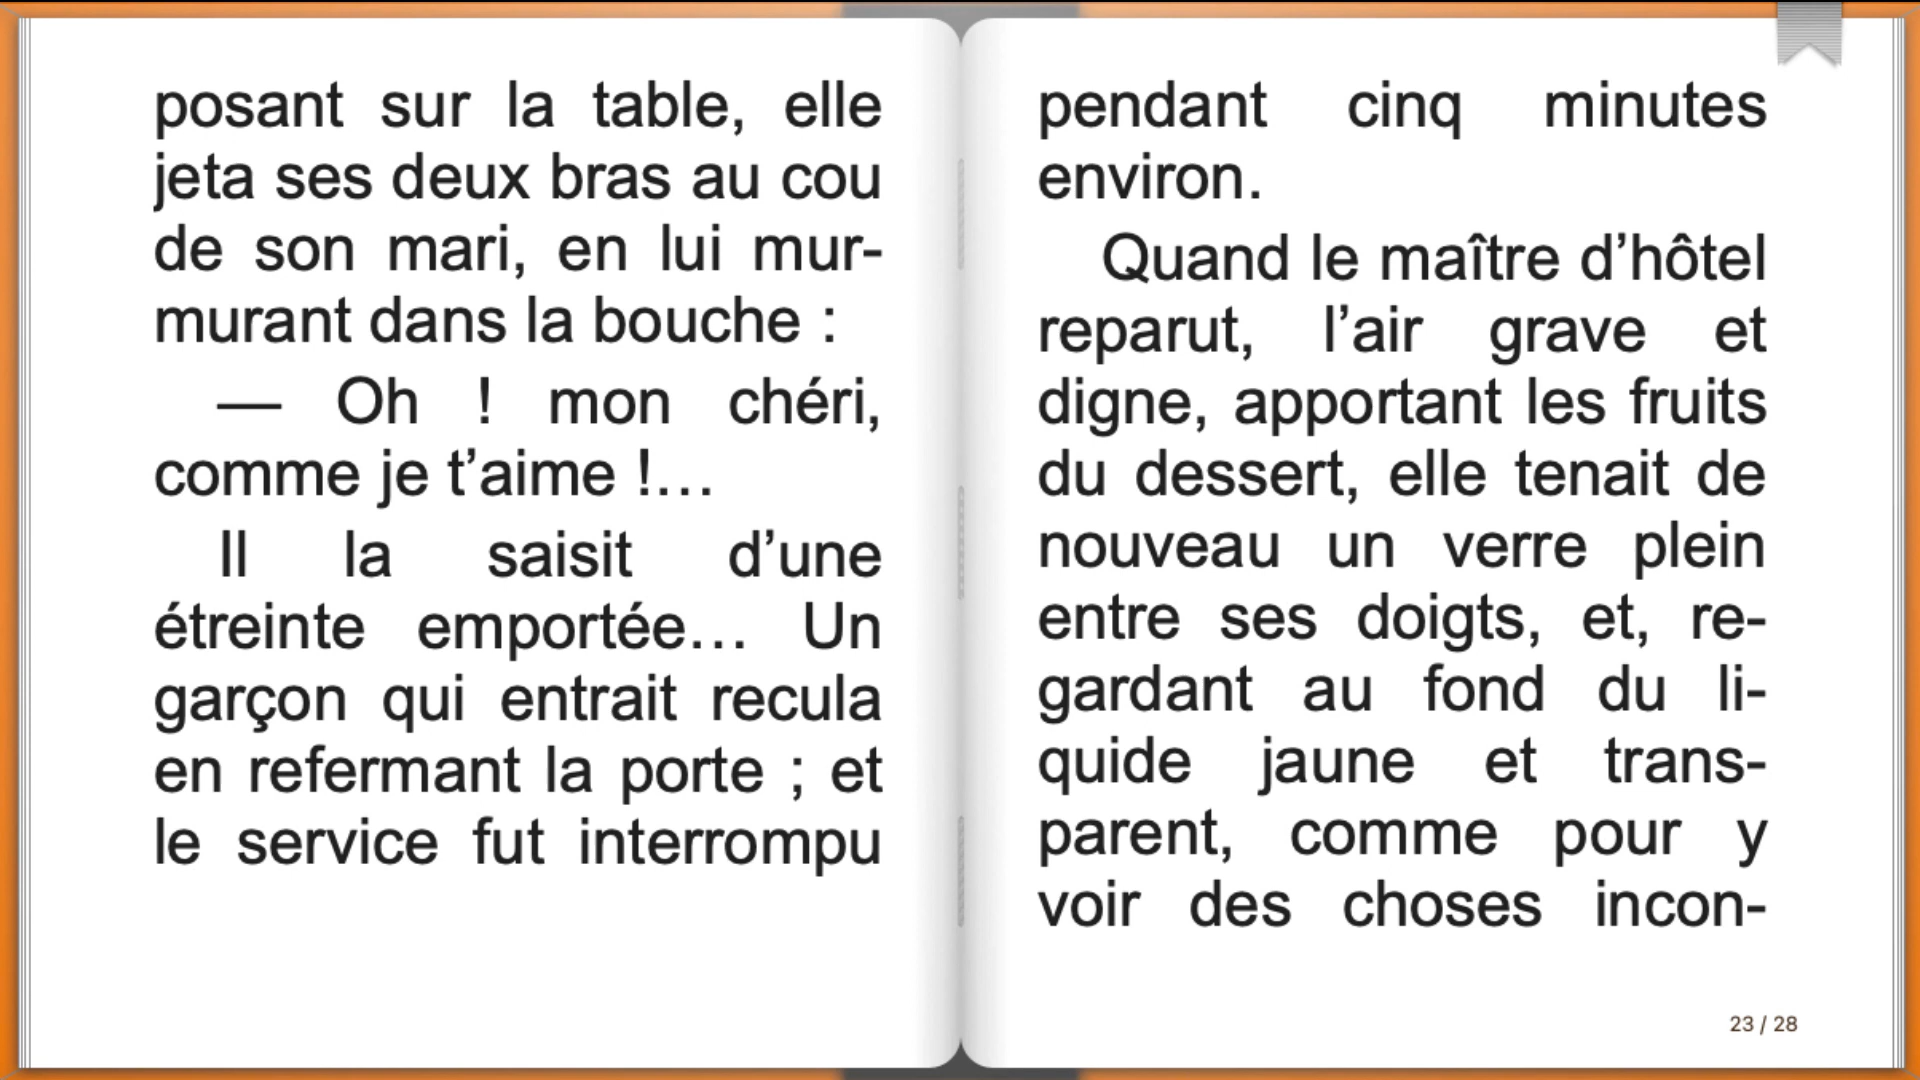 posant sur la table, elle
jeta ses deux bras au cou
de son mari, en lui mur-
murant dans la bouche :
— Oh ! mon chéri,
comme je t’aime !…
Il la saisit d’une
étreinte emportée… Un
garçon qui entrait recula
en refermant la porte ; et
le service fut interrompu
pendant cinq minutes
environ.
Quand le maître d’hôtel
reparut, l’air grave et
digne, apportant les fruits
du dessert, elle tenait de
nouveau un verre plein
entre ses doigts, et, re-
gardant au fond du li-
quide jaune et trans-
parent, comme pour y
voir des choses incon-
23 / 28